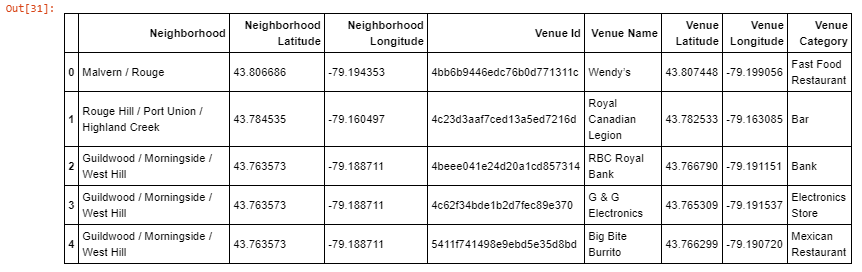 Out[31]:
Neighborhood Neighborhood Latitude Neighborhood Longitude Venue Id Venue Name Venue Latitude Venue Longitude Venue Category
0 Malvern / Rouge 43.806686 -79.194353 4bb6b9446edc76b0d771311c Wendy's 43.807448 -79.199056 Fast Food Restaurant
1 Rouge Hill / Port Union / Highland Creek 43.784535 -79.160497 4c23d3aaf7ced13a5ed7216d Royal Canadian Legion 43.782533 -79.163085 Bar
2 Guildwood / Morningside / West Hill 43.763573 -79.188711 4beee041e24d20a1cd857314 RBC Royal Bank 43.766790 -79.191151 Bank
3 Guildwood / Morningside / West Hill 43.763573 -79.188711 4c62f34bde1b2d7fec89e370 G & G Electronics 43.765309 -79.191537 Electronics Store
4 Guildwood / Morningside / West Hill 43.763573 -79.188711 5411f741498e9ebd5e35d8bd Big Bite Burrito 43.766299 -79.190720 Mexican Restaurant